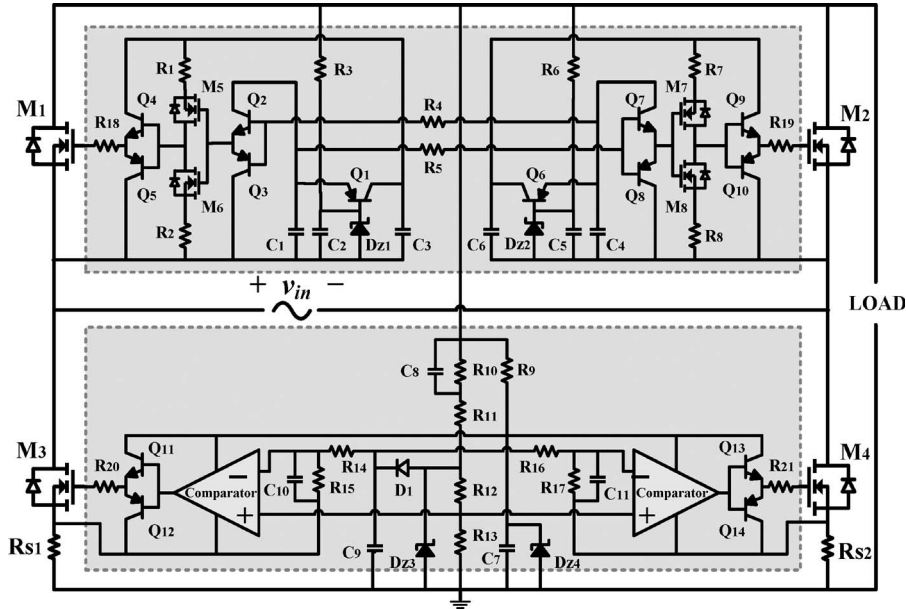 R1
M5
R3
R6
M7
R7
Q4
Q2
Q7
Q9
M1
R4
M2
R18
R19
R5
Q1
Q6
Q5
M6
Q3
Q8
M8
Q10
R2
C1
C2
Dz1
C3
C6
Dz2
C5
C4
R8
+ vin −
LOAD
C8
R10
R9
R11
M3
Q11
Q13
M4
R14
R16
R20
−
C10
R15
D1
R12
R17
C11
−
R21
Comparator
Comparator
Q12
+
+
Q14
Rs1
C9
Dz3
R13
C7
Dz4
Rs2